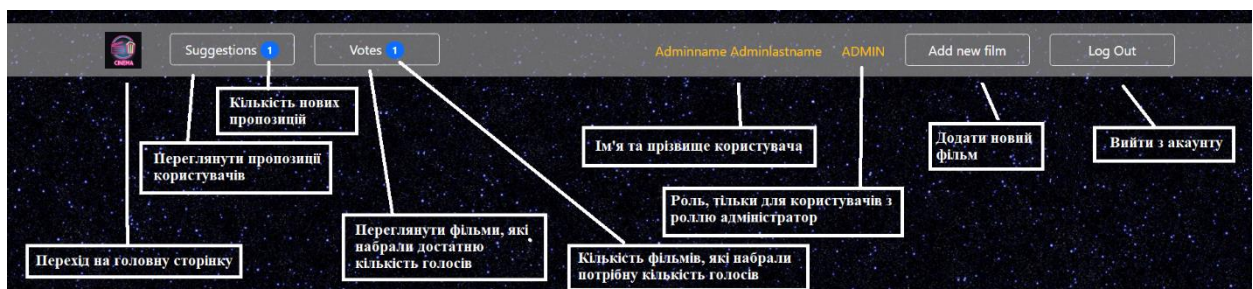 CINEMA
Suggestions 1
Votes 1
Adminname Adminlastname
ADMIN
Add new film
Log Out
Кількість нових
пропозицій
Переглянути пропозиції
користувачів
Перехід на головну сторінку
Переглянути фільми, які
набрали достатню
кількість голосів
Кількість фільмів, які набрали
потрібну кількість голосів
Ім'я та прізвище користувача
Роль, тільки для користувачів з
роллю адміністратор
Додати новий
фільм
Вийти з акаунту